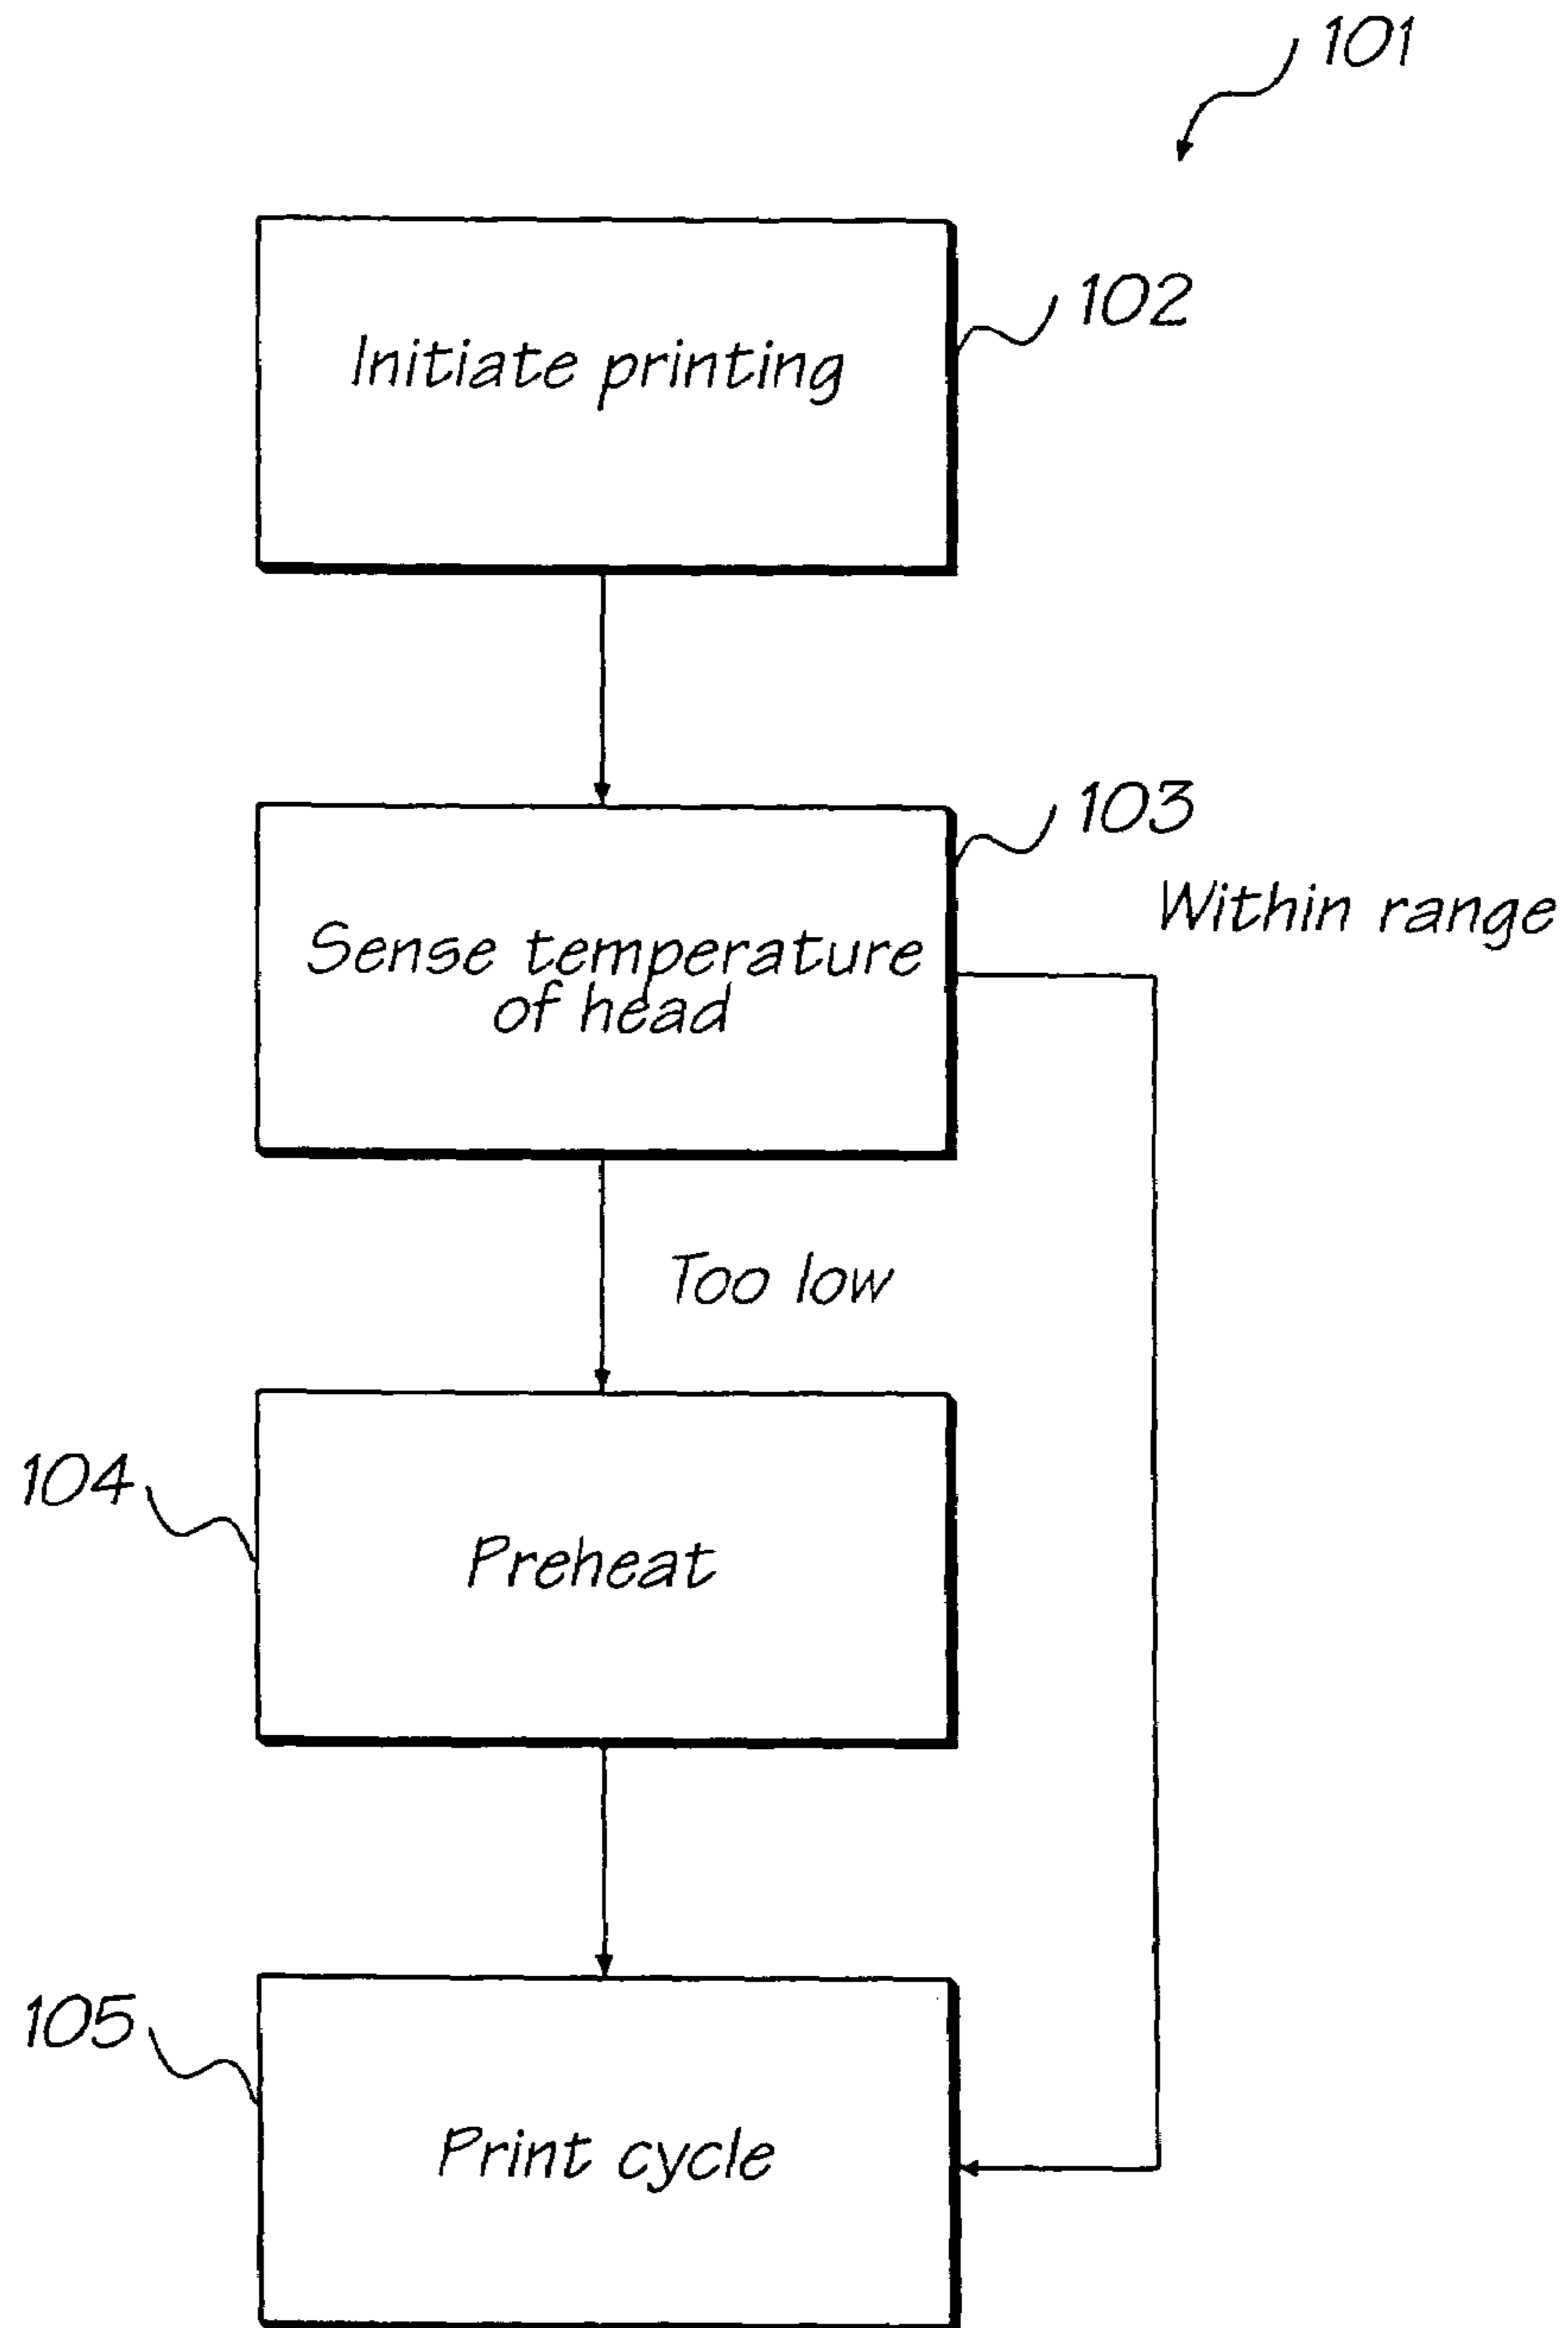 101
Initiate printing
102
103
Within range
Sense temperature
of head
Too low
104
Preheat
105
Print cycle